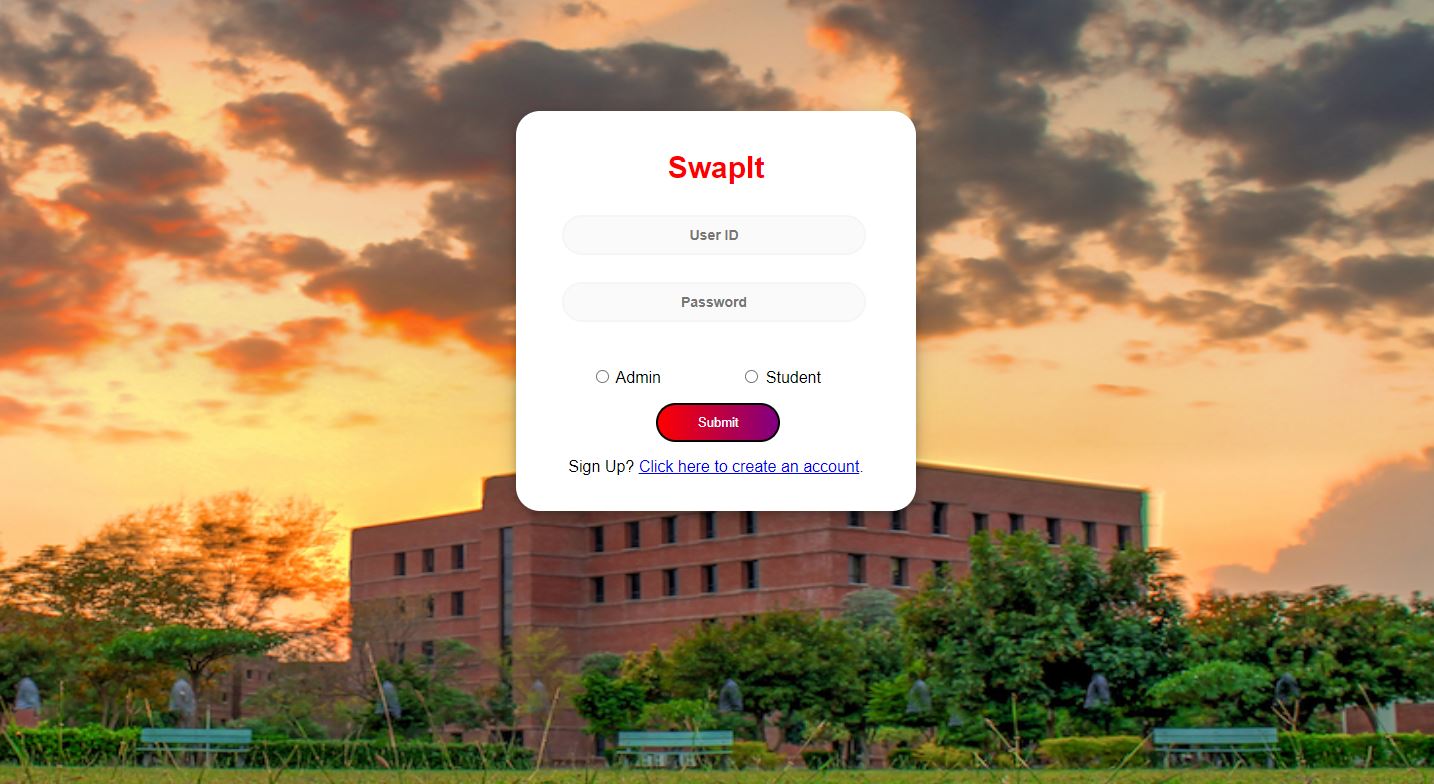 SwapIt
User ID
Password
Admin Student
Submit
Sign Up? Click here to create an account.